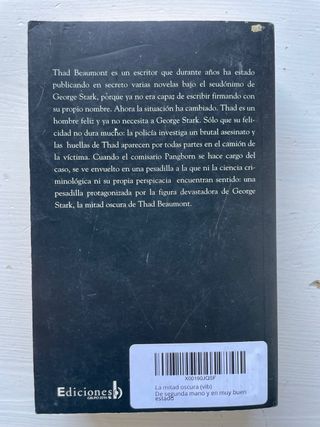 Thad Beaumont es un escritor que durante años ha estado
publicando en secreto varias novelas bajo el seudónimo de
George Stark, porque ya no era capaz de escribir firmando con
su propio nombre. Ahora la situación ha cambiado. Thad es un
hombre feliz y ya no necesita a George Stark. Sólo que su feli-
cidad no dura mucho: la policía investiga un brutal asesinato y
las huellas de Thad aparecen por todas partes en el camión de
la víctima. Cuando el comisario Pangborn se hace cargo del
caso, se ve envuelto en una pesadilla a la que ni la ciencia cri-
minológica ni su propia perspicacia encuentran sentido: una
pesadilla protagonizada por la figura devastadora de George
Stark, la mitad oscura de Thad Beaumont.
Ediciones b
GRUPO ZETA
X00190JQSF
La mitad oscura (vib)
De segunda mano y en muy buen
estado